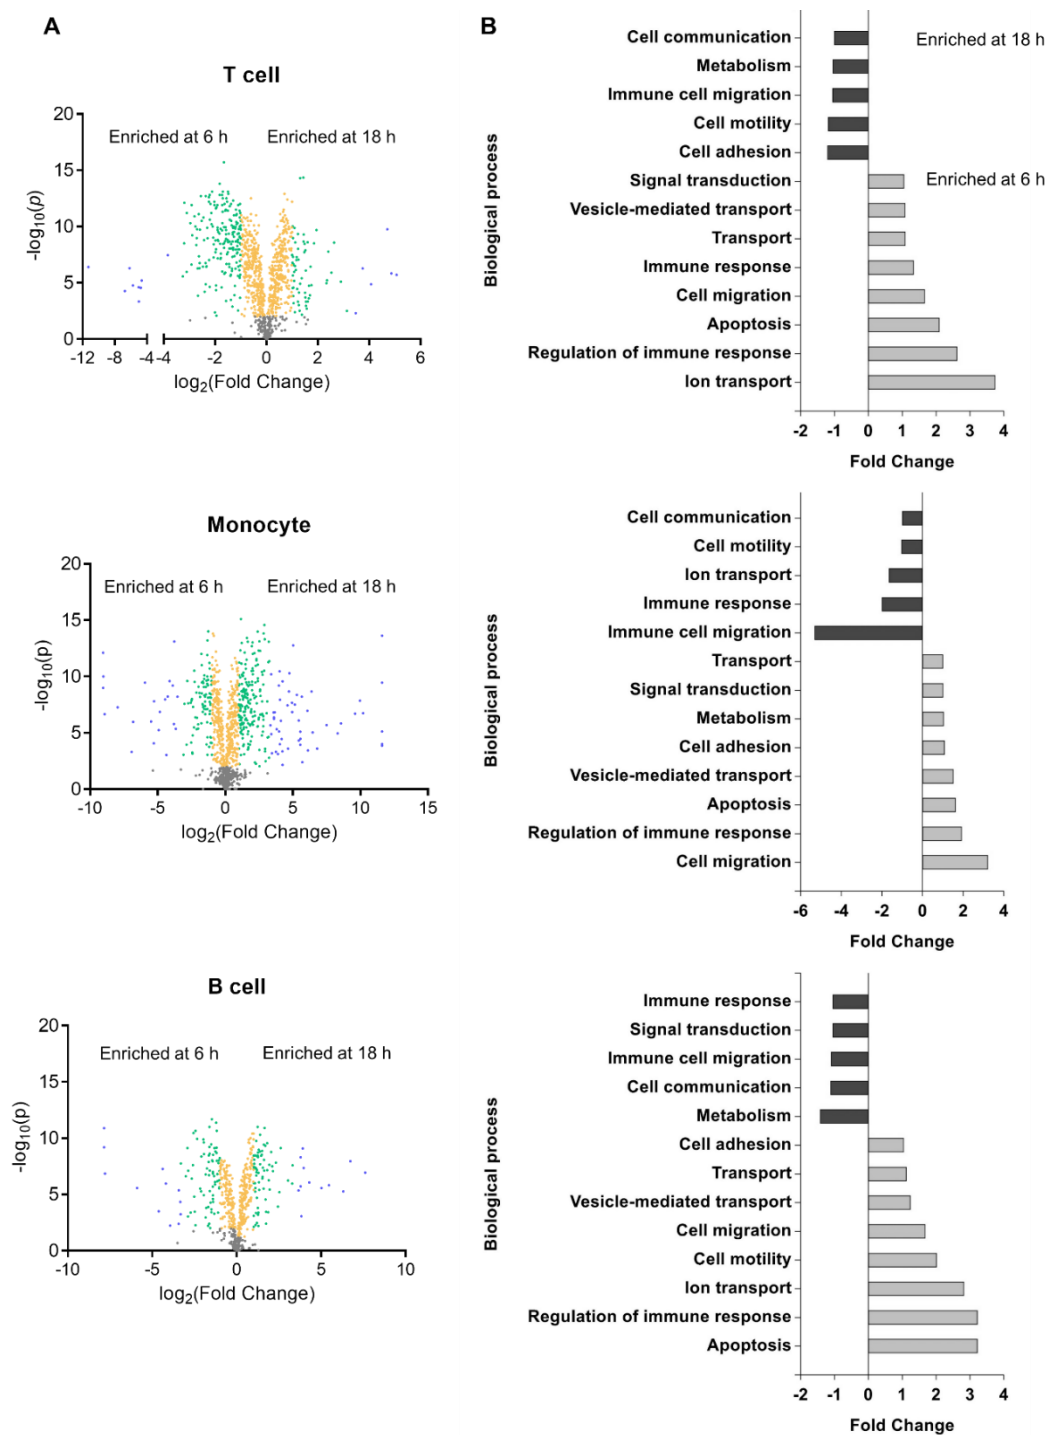 A
T cell
20
15
10
5
0
-log10(p)
Enriched at 6 h
Enriched at 18 h
-12
-8
-4
-4
-2
0
2
4
6
log2(Fold Change)
Monocyte
20
15
10
5
0
-log10(p)
Enriched at 6 h
Enriched at 18 h
-10
-5
0
5
10
15
log2(Fold Change)
B cell
20
15
10
5
0
-log10(p)
Enriched at 6 h
Enriched at 18 h
-10
-5
0
5
10
log2(Fold Change)
B
Biological process
Cell communication
Metabolism
Immune cell migration
Cell motility
Cell adhesion
Signal transduction
Vesicle-mediated transport
Transport
Immune response
Cell migration
Apoptosis
Regulation of immune response
Ion transport
Enriched at 18 h
Enriched at 6 h
-2
-1
0
1
2
3
4
Fold Change
Biological process
Cell communication
Cell motility
Ion transport
Immune response
Immune cell migration
Transport
Signal transduction
Metabolism
Cell adhesion
Vesicle-mediated transport
Apoptosis
Regulation of immune response
Cell migration
-6
-4
-2
0
2
4
Fold Change
Biological process
Immune response
Signal transduction
Immune cell migration
Cell communication
Metabolism
Cell adhesion
Transport
Vesicle-mediated transport
Cell migration
Cell motility
Ion transport
Regulation of immune response
Apoptosis
-2
-1
0
1
2
3
4
Fold Change